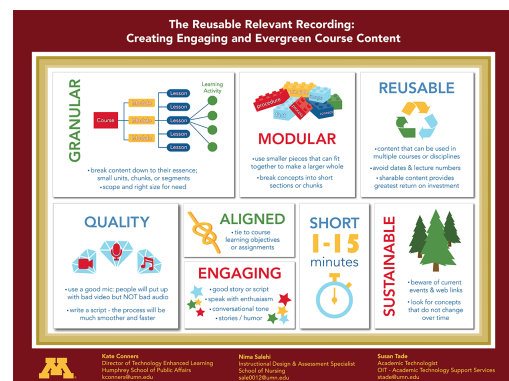 The Reusable Relevant Recording:
Creating Engaging and Evergreen Course Content
GRANULAR
Course
Lesson
Lesson
Lesson
Lesson
Lesson
Learning
Activity
•break content down to their essence;
small units, chunks, or segments
•scope and right size for need
procedure
MODULAR
•use smaller pieces that can fit
together to make a larger whole
•break concepts into short
sections or chunks
REUSABLE
•content that can be used in
multiple courses or disciplines
•avoid dates & lecture numbers
•sharable content provides
greatest return on investment
QUALITY
•use a good mic: people will put up
with bad video but NOT bad audio
•write a script - the process will be
much smoother and faster
ALIGNED
•tie to course
learning objectives
or assignments
ENGAGING
•good story or script
•speak with enthusiasm
•conversational tone
•stories / humor
SHORT
1-15
minutes
SUSTAINABLE
•beware of current
events & web links
•look for concepts
that do not change
over time
M
Kate Conners
Director of Technology Enhanced Learning
Humphrey School of Public Affairs
kconners@umn.edu
Nima Salehi
Instructional Design & Assessment Specialist
School of Nursing
sale0012@umn.edu
Susan Tade
Academic Technologist
OIT - Academic Technology Support Services
stade@umn.edu